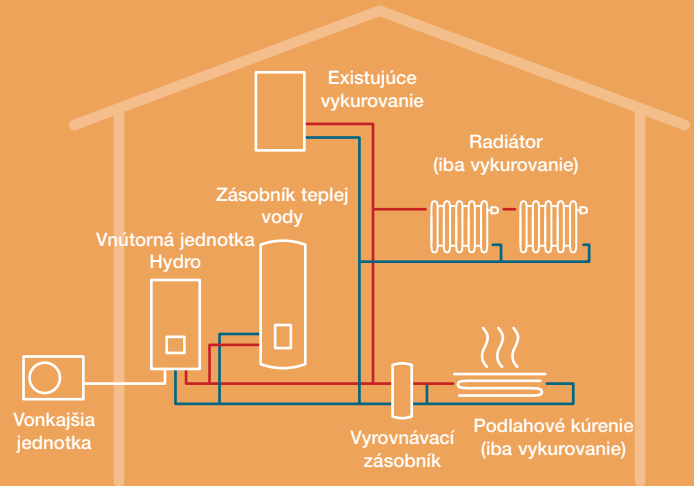 Existujúce
vykurovanie
Radiátor
(iba vykurovanie)
Zásobník teplej
vody
Vnútorná jednotka
Hydro
Vonkajšia
jednotka
Vyrovnávací
zásobník
Podlahové kúrenie
(iba vykurovanie)